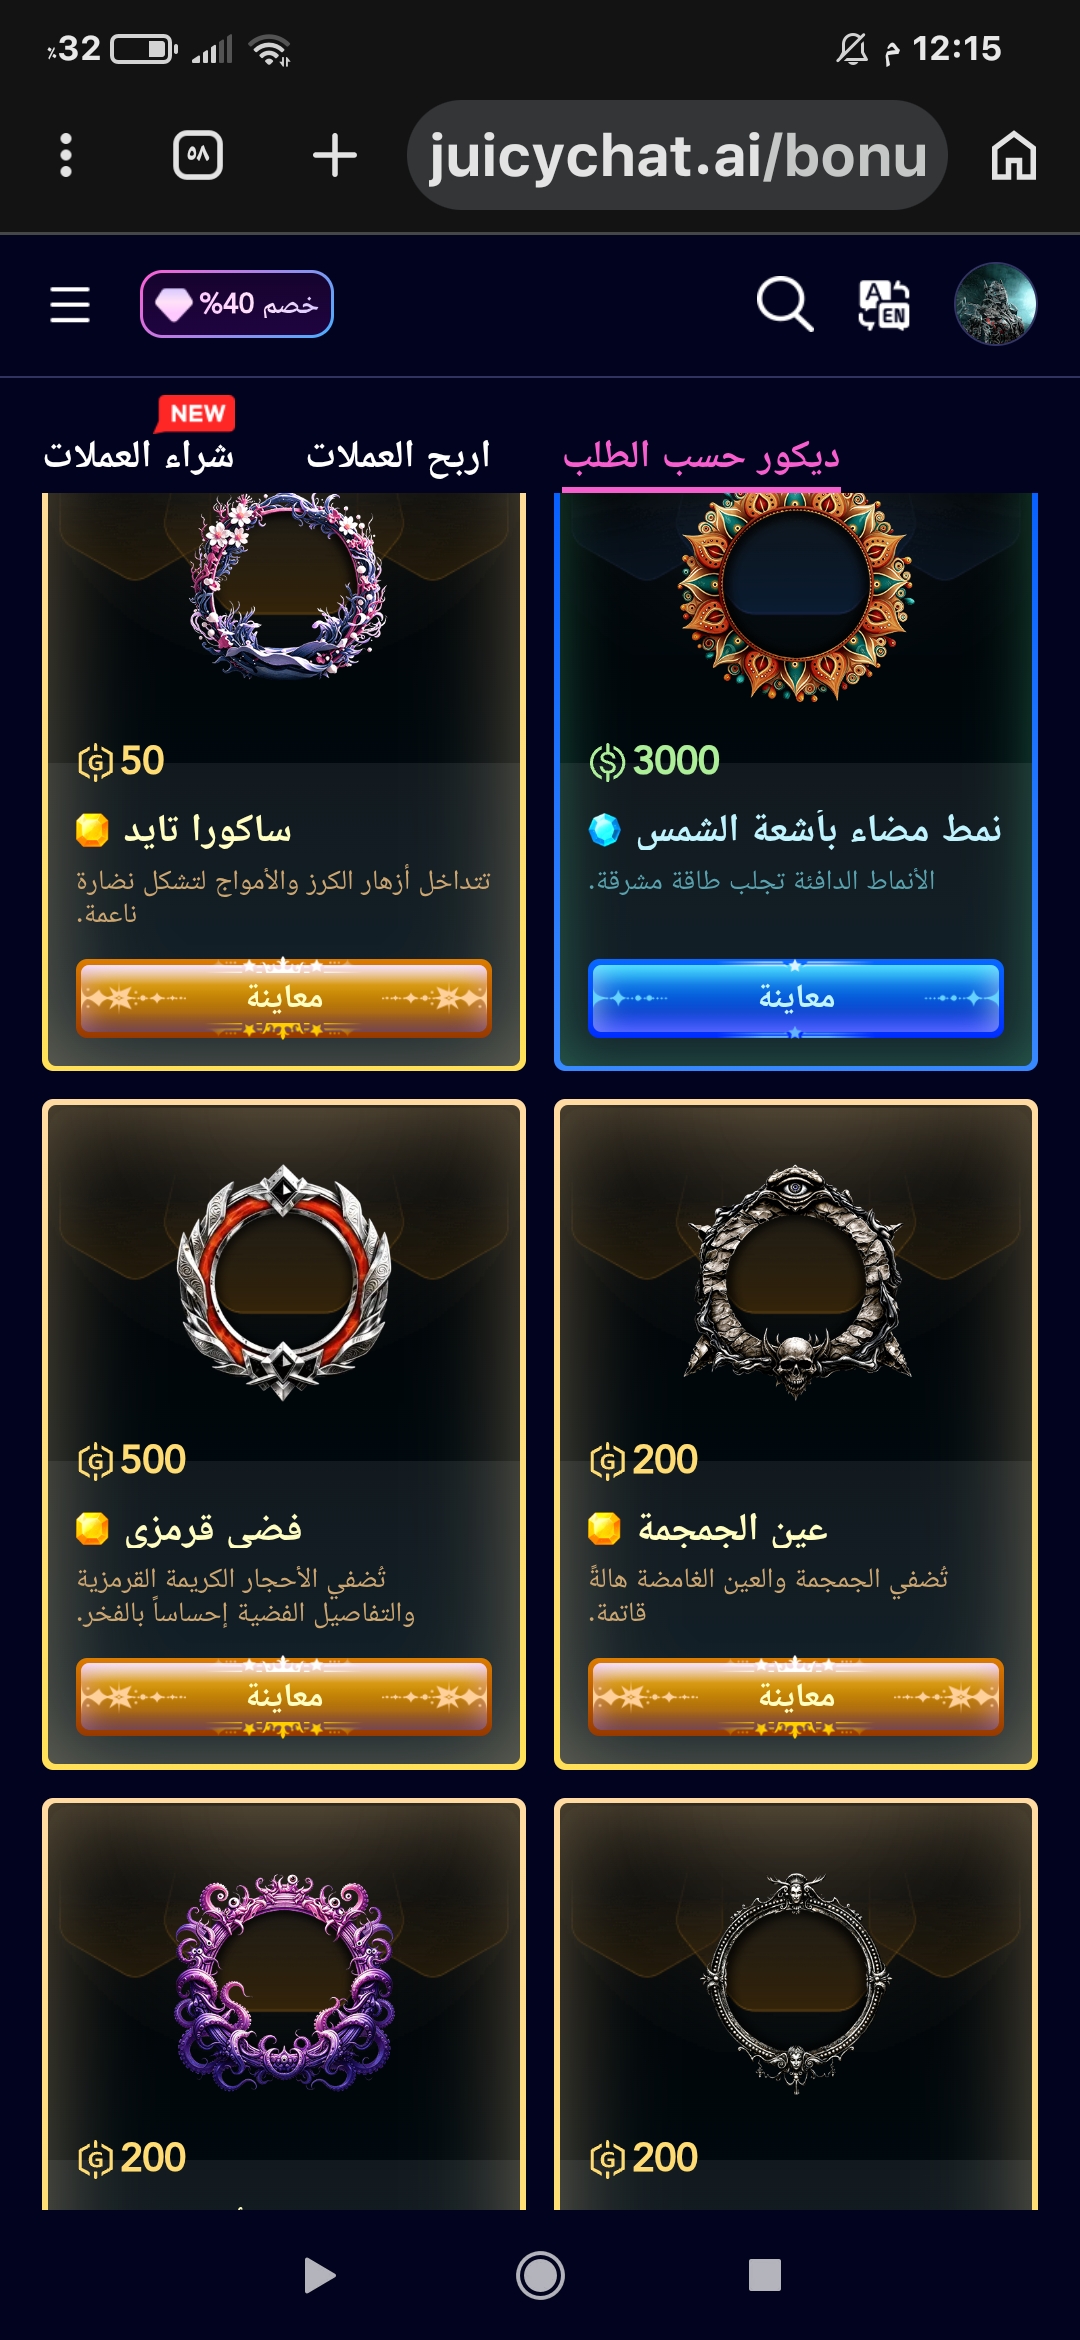 12:15 م
32٪
juicychat.ai/bonu
٥٨
خصم 40%
A
EN
NEW
ديكور حسب الطلب
اربح العملات
شراء العملات
3000
نمط مضاء بأشعة الشمس
الأنماط الدافئة تجلب طاقة مشرقة.
معاينة
50
ساكورا تايد
تتداخل أزهار الكرز والأمواج لتشكل نضارة
ناعمة.
معاينة
200
عين الجمجمة
تُضفي الجمجمة والعين الغامضة هالةً
قاتمة.
معاينة
500
فضي قرمزي
تُضفي الأحجار الكريمة القرمزية
والتفاصيل الفضية إحساساً بالفخر.
معاينة
200
200